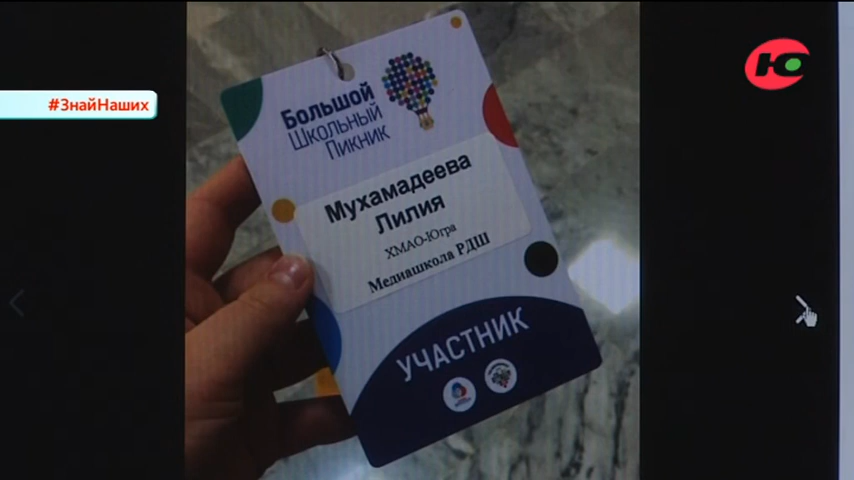 #ЗнайНаших
Ю
Большой
Школьный
Пикник
Мухамадеева
Лилия
ХМАО-Югра
Медиашкола РДШ
УЧАСТНИК